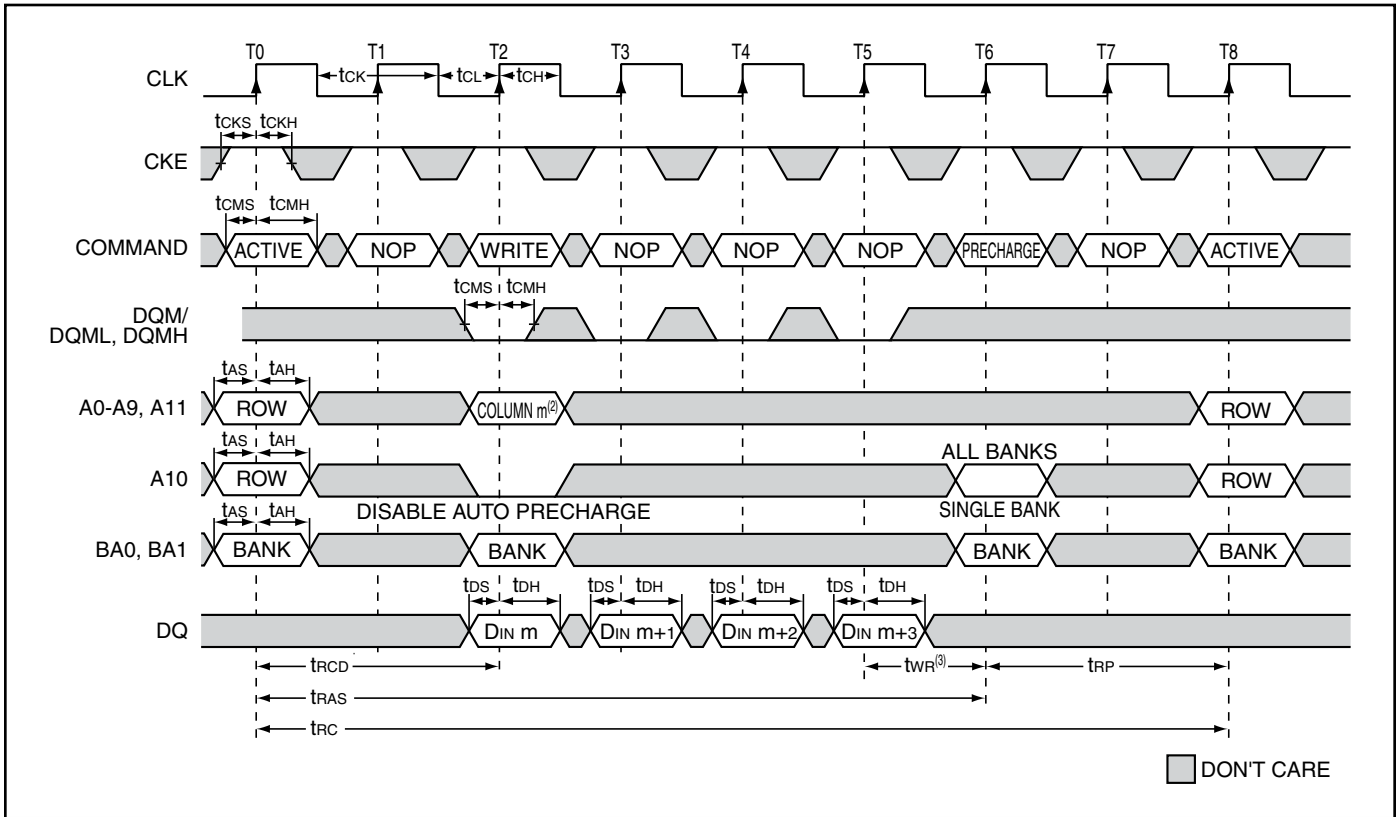 T0 T1 T2 T3 T4 T5 T6 T7 T8
CLK tCK tCL tCH
tCKS tCKH
CKE
tCMS tCMH
COMMAND ACTIVE NOP WRITE NOP NOP NOP PRECHARGE NOP ACTIVE
tCMS tCMH
DQM/
DQML, DQMH
tAS tAH
A0-A9, A11 ROW COLUMN m(2) ROW
tAS tAH ALL BANKS
A10 ROW ROW
tAS tAH DISABLE AUTO PRECHARGE SINGLE BANK
BA0, BA1 BANK BANK BANK BANK
tDS tDH tDS tDH tDS tDH tDS tDH
DQ DIN m DIN m+1 DIN m+2 DIN m+3
tRCD tWR(3) tRP
tRAS
tRC
DON'T CARE